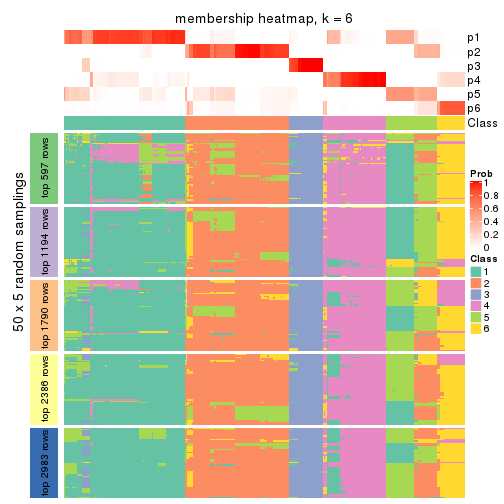 membership heatmap, k = 6
p1
p2
p3
p4
p5
p6
Class
50 x 5 random samplings
top 597 rows
top 1194 rows
top 1790 rows
top 2386 rows
top 2983 rows
Prob
1
0.8
0.6
0.4
0.2
0
Class
1
2
3
4
5
6